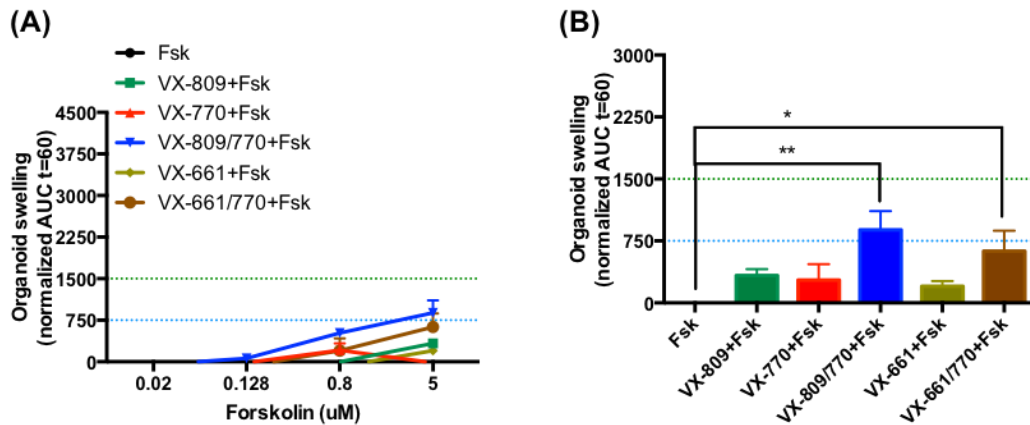 (A)
Fsk
VX-809+Fsk
VX-770+Fsk
VX-809/770+Fsk
VX-661+Fsk
VX-661/770+Fsk
Organoid swelling
(normalized AUC t=60)
4500
3750
3000
2250
1500
750
0
0.02
0.128
0.8
5
Forskolin (uM)
(B)
Organoid swelling
(normalized AUC t=60)
3000
2250
1500
750
0
*
**
Fsk
VX-809+Fsk
VX-770+Fsk
VX-809/770+Fsk
VX-661+Fsk
VX-661/770+Fsk